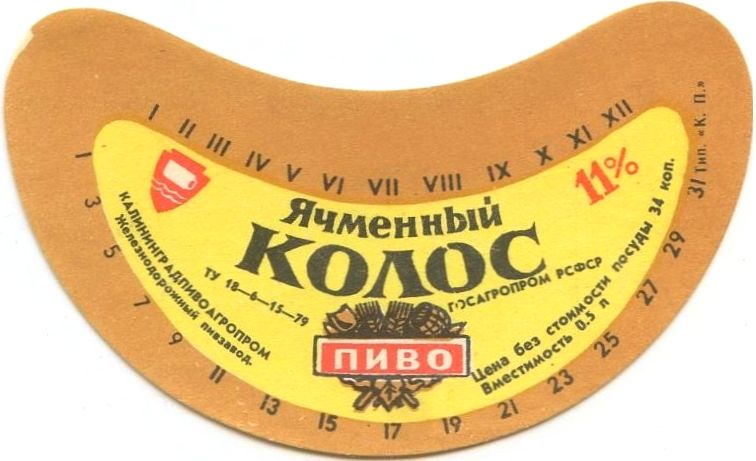 I II III IV V VI VII VIII IX X XI XII
11%
Ячменный
КОЛОС
ТУ 18—6—15—79
ГОСАГРОПРОМ РСФСР
КАЛИНИНГРАДПИВОАГРОПРОМ
Железнодорожный пивзавод.
ПИВО
Цена без стоимости посуды 34 коп.
Вместимость 0.5 л
1 3 5 7 9 11 13 15 17 19 21 23 25 27 29 31
Тип. «К. П.»